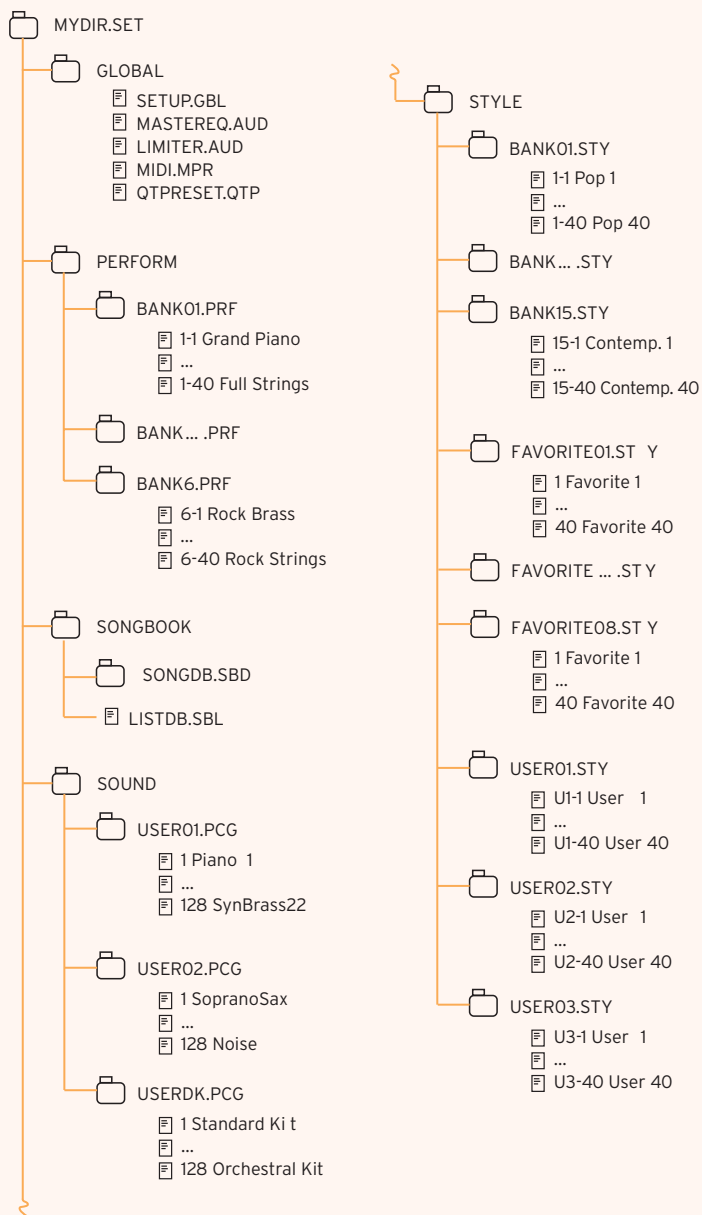 MYDIR.SET
GLOBAL
SETUP.GBL
MASTEREQ.AUD
LIMITER.AUD
MIDI.MPR
QTPRESET.QTP
PERFORM
BANK01.PRF
1-1 Grand Piano
...
1-40 Full Strings
BANK... .PRF
BANK6.PRF
6-1 Rock Brass
...
6-40 Rock Strings
SONGBOOK
SONGDB.SBD
LISTDB.SBL
SOUND
USER01.PCG
1 Piano 1
...
128 SynBrass22
USER02.PCG
1 SopranoSax
...
128 Noise
USERDK.PCG
1 Standard Ki t
...
128 Orchestral Kit
STYLE
BANK01.STY
1-1 Pop 1
...
1-40 Pop 40
BANK... .STY
BANK15.STY
15-1 Contemp. 1
...
15-40 Contemp. 40
FAVORITE01.ST Y
1 Favorite 1
...
40 Favorite 40
FAVORITE ... .ST Y
FAVORITE08.ST Y
1 Favorite 1
...
40 Favorite 40
USER01.STY
U1-1 User 1
...
U1-40 User 40
USER02.STY
U2-1 User 1
...
U2-40 User 40
USER03.STY
U3-1 User 1
...
U3-40 User 40